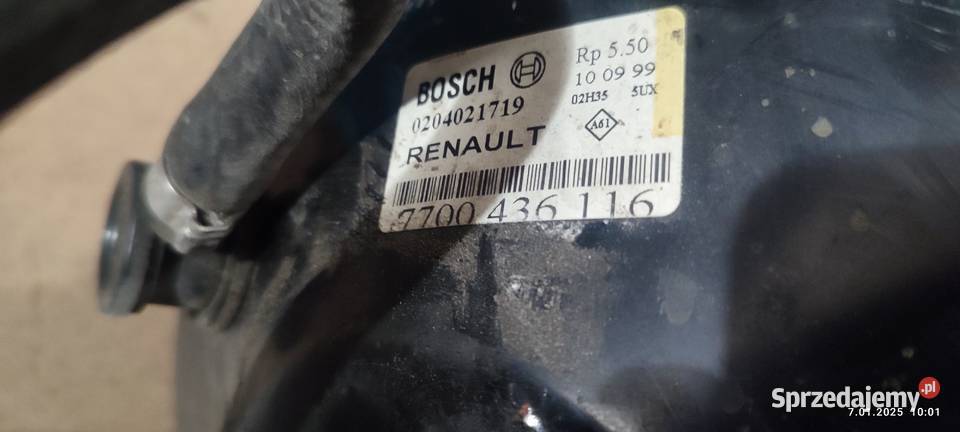 BOSCH
0204021719
RENAULT
Rp 5.50
10 09 99
02H35 5UX
A61
7700 436 116
Sprzedajemy.pl
7.01.2025 10:01